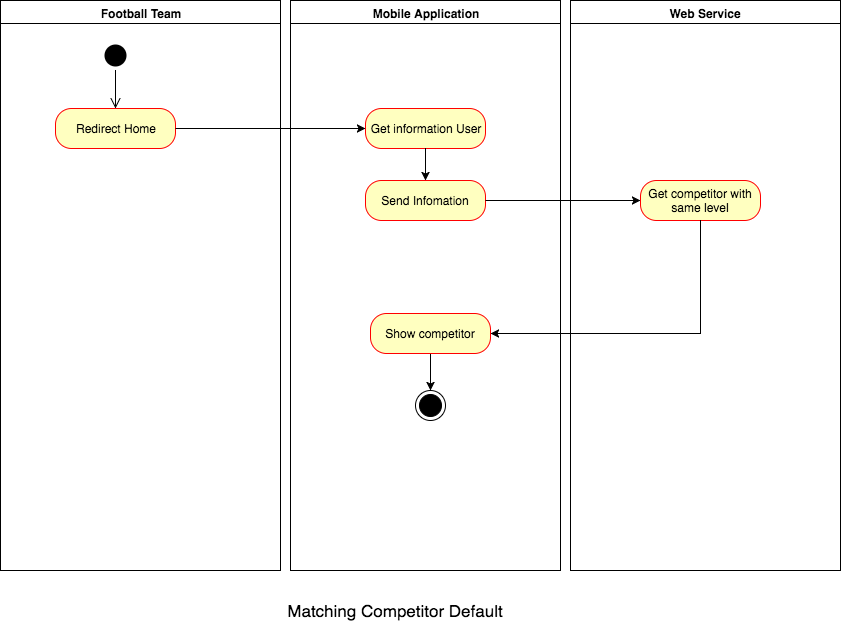 Football Team
Mobile Application
Web Service
Redirect Home
Get information User
Send Infomation
Get competitor with
same level
Show competitor
Matching Competitor Default